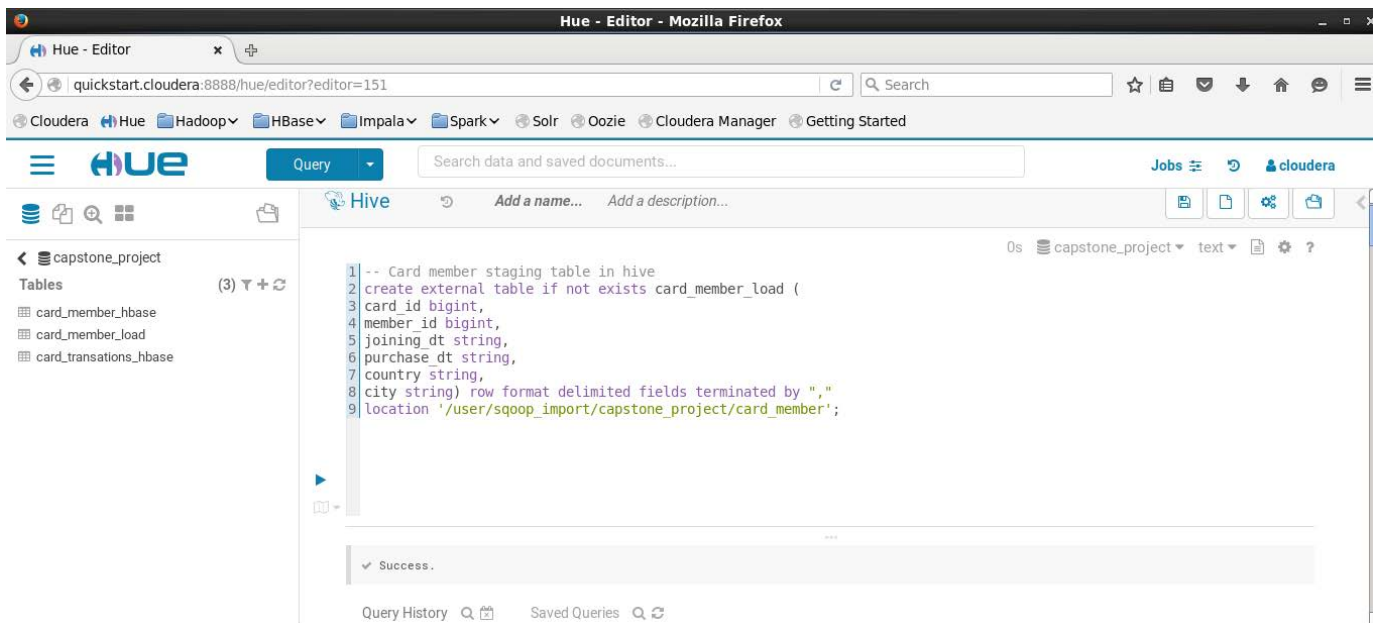 Hue - Editor - Mozilla Firefox
Hue - Editor
quickstart.cloudera:8888/hue/editor?editor=151
Search
Cloudera Hue Hadoop HBase Impala Spark Solr Oozie Cloudera Manager Getting Started
HUE Query Search data and saved documents... Jobs cloudera
Hive Add a name... Add a description...
0s capstone_project text ?
capstone_project
Tables (3)
card_member_hbase
card_member_load
card_transations_hbase
1 -- Card member staging table in hive
2 create external table if not exists card_member_load (
3 card_id bigint,
4 member_id bigint,
5 joining_dt string,
6 purchase_dt string,
7 country string,
8 city string) row format delimited fields terminated by ","
9 location '/user/sqoop_import/capstone_project/card_member';
Success.
Query History Saved Queries